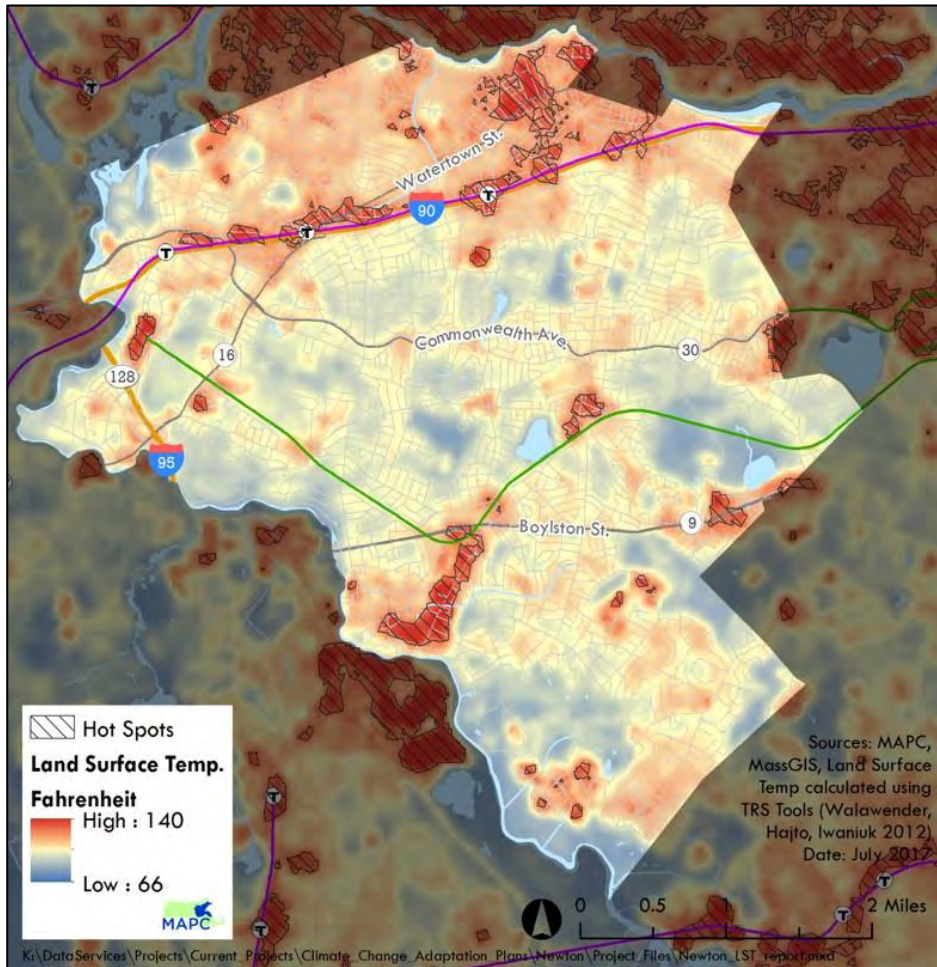 T
Watertown St.
90
T
T
T
Commonwealth Ave.
30
16
128
95
9
Boylston St.
Hot Spots
Land Surface Temp.
Fahrenheit
High : 140
Low : 66
MAPC
Sources: MAPC,
MassGIS, Land Surface
Temp calculated using
TRS Tools (Walawender,
Hajto, Iwaniuk 2012)
Date: July 2017
T
T
T
T
0 0.5 1 2 Miles
K:\DataServices\Projects\Current_Projects\Climate_Change_Adaptation_Plans\Newton\Project_Files\Newton_LST_report.mxd